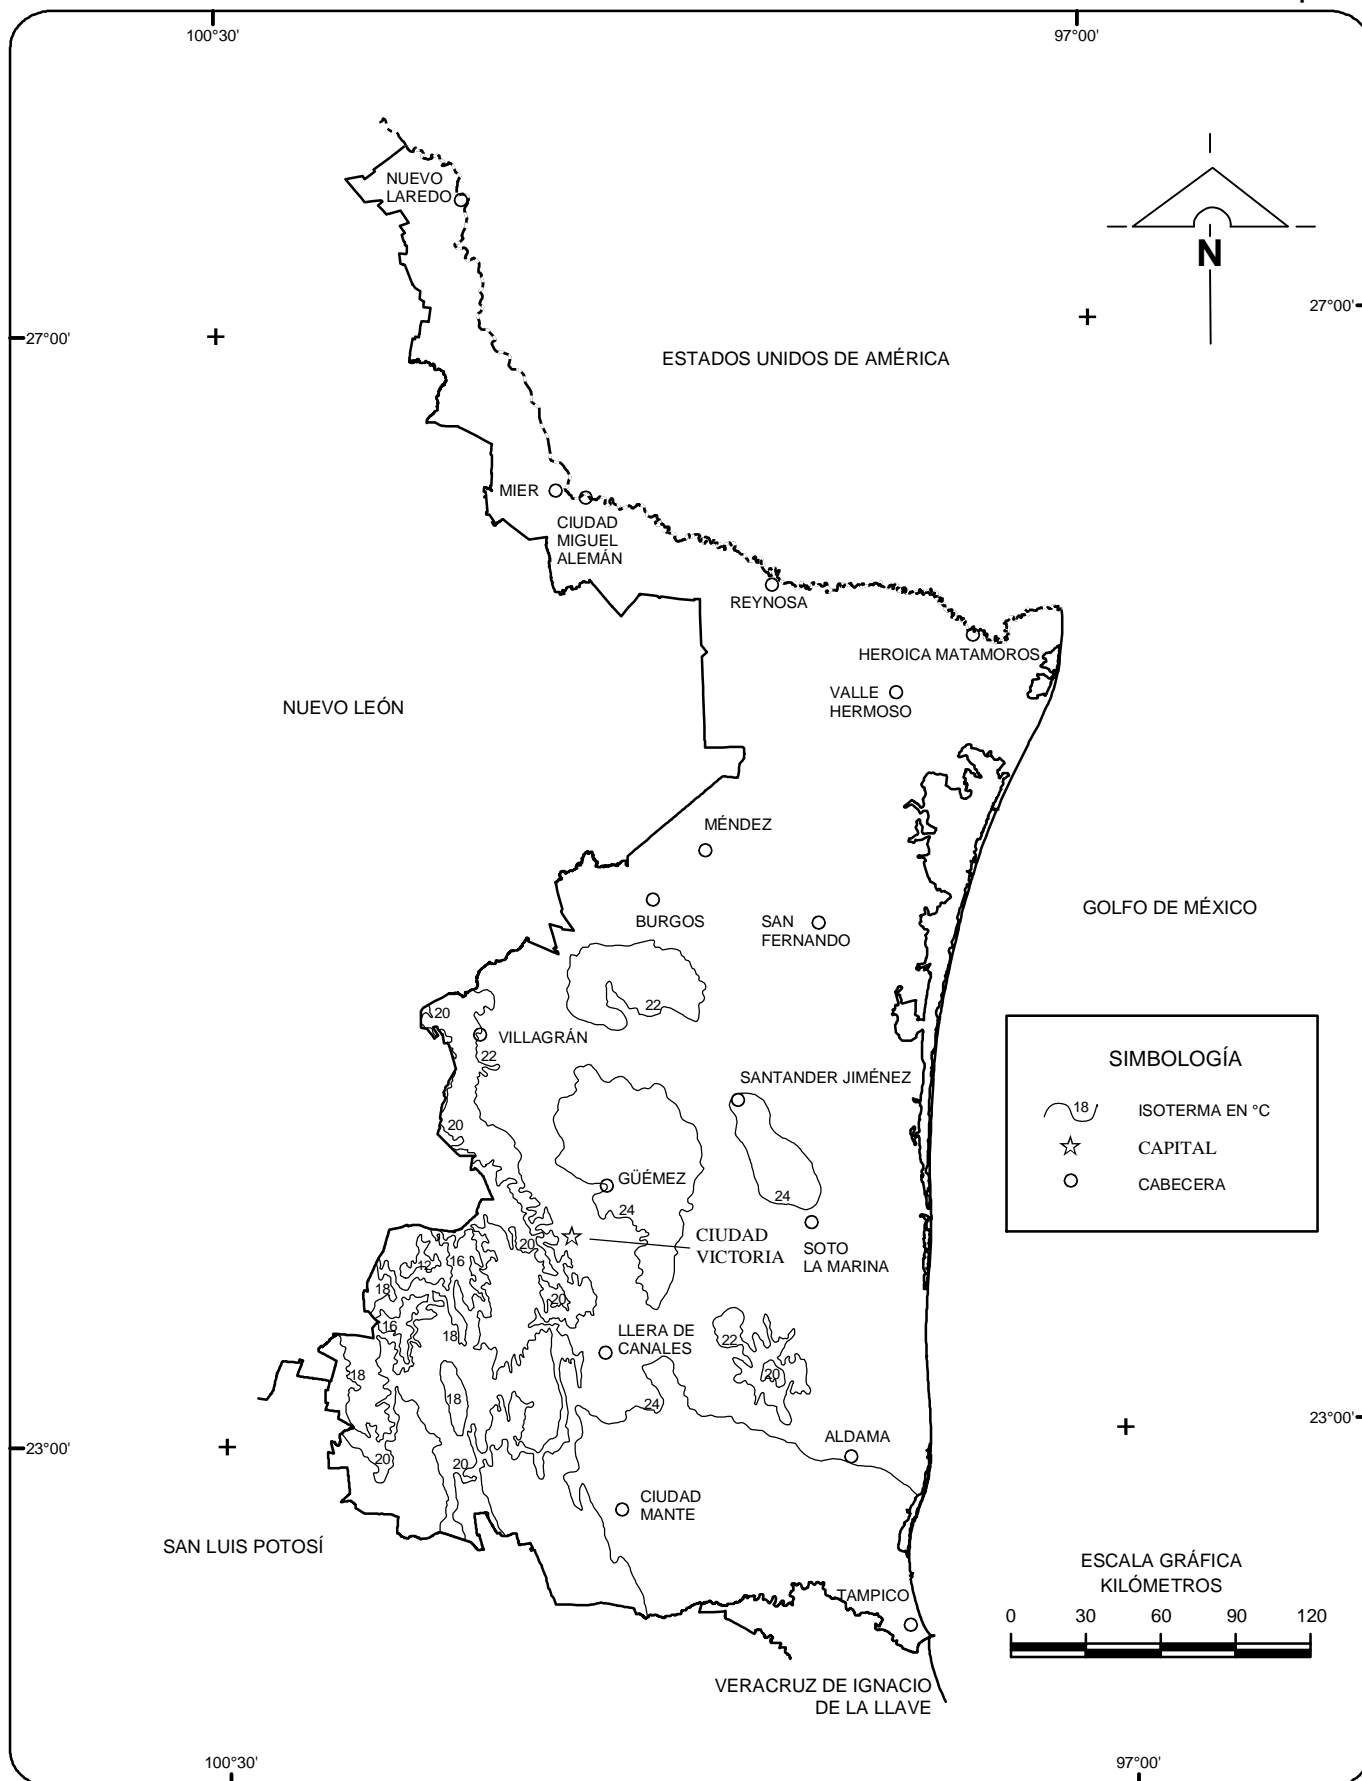 100°30'
97°00'
NUEVO
LAREDO
N
27°00'
27°00'
ESTADOS UNIDOS DE AMÉRICA
MIER
CIUDAD
MIGUEL
ALEMÁN
REYNOSA
HEROICA MATAMOROS
VALLE
HERMOSO
NUEVO LEÓN
MÉNDEZ
BURGOS
SAN
FERNANDO
GOLFO DE MÉXICO
22
20
VILLAGRÁN
22
SANTANDER JIMÉNEZ
20
GÜÉMEZ
24
24
CIUDAD
VICTORIA
SOTO
LA MARINA
20
12
16
18
20
16
18
LLERA DE
CANALES
22
18
20
18
24
ALDAMA
20
20
23°00'
23°00'
CIUDAD
MANTE
SAN LUIS POTOSÍ
TAMPICO
VERACRUZ DE IGNACIO
DE LA LLAVE
SIMBOLOGÍA
18
ISOTERMA EN °C
CAPITAL
CABECERA
ESCALA GRÁFICA
KILÓMETROS
0 30 60 90 120
100°30'
97°00'